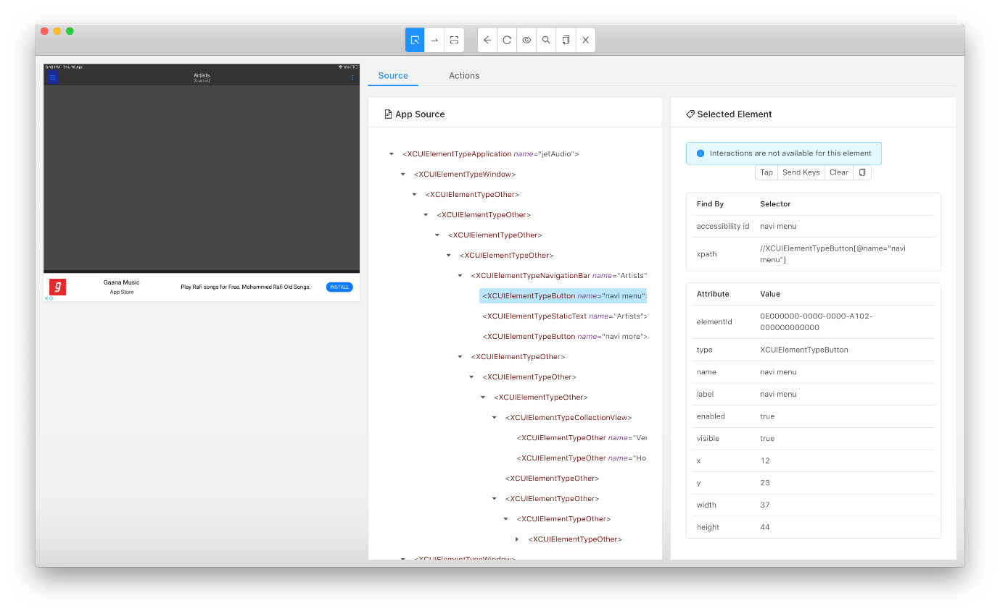 Source
Actions
5:18 PM Thu 16 Apr
5%
Artists
[0 artist]
Gaana Music
App Store
Play Rafi songs for Free. Mohammed Rafi Old Songs.
INSTALL
g
App Source
<XCUIElementTypeApplication name="jetAudio">
<XCUIElementTypeWindow>
<XCUIElementTypeOther>
<XCUIElementTypeOther>
<XCUIElementTypeOther>
<XCUIElementTypeOther>
<XCUIElementTypeNavigationBar name="Artists"
<XCUIElementTypeButton name="navi menu">
<XCUIElementTypeStaticText name="Artists">
<XCUIElementTypeButton name="navi more">
<XCUIElementTypeOther>
<XCUIElementTypeOther>
<XCUIElementTypeOther>
<XCUIElementTypeCollectionView>
<XCUIElementTypeOther name="Ver
<XCUIElementTypeOther name="Ho
<XCUIElementTypeOther>
<XCUIElementTypeOther>
<XCUIElementTypeOther>
<XCUIElementTypeOther>
<XCUIElementTypeWindow>
Selected Element
Interactions are not available for this element
Tap Send Keys Clear
Find By Selector
accessibility id navi menu
xpath //XCUIElementTypeButton[@name="navi
menu"]
Attribute Value
elementId 0E000000-0000-0000-A102-
000000000000
type XCUIElementTypeButton
name navi menu
label navi menu
enabled true
visible true
x 12
y 23
width 37
height 44